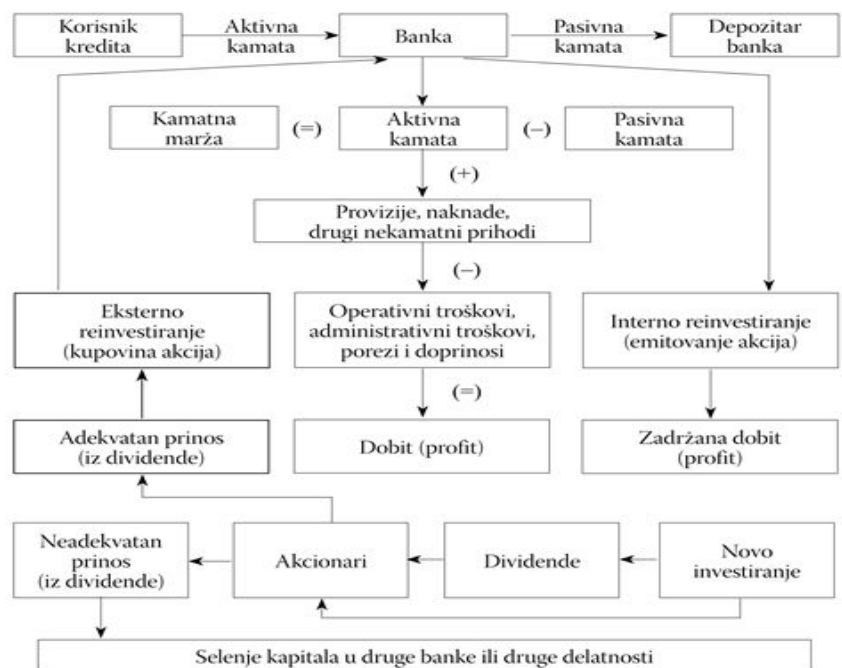 Korisnik
kredita
Aktivna
kamata
Banka
Pasivna
kamata
Depozitar
banka
Kamatna
marža
(=)
Aktivna
kamata
(–)
Pasivna
kamata
(+)
Provizije, naknade,
drugi nekamatni prihodi
(–)
Eksterno
reinvestiranje
(kupovina akcija)
Operativni troškovi,
administrativni troškovi,
porezi i doprinosi
Interno reinvestiranje
(emitovanje akcija)
(=)
Adekvatan prinos
(iz dividende)
Dobit (profit)
Zadržana dobit
(profit)
Neadekvatan
prinos
(iz dividende)
Akcionari
Dividende
Novo
investiranje
Selenje kapitala u druge banke ili druge delatnosti